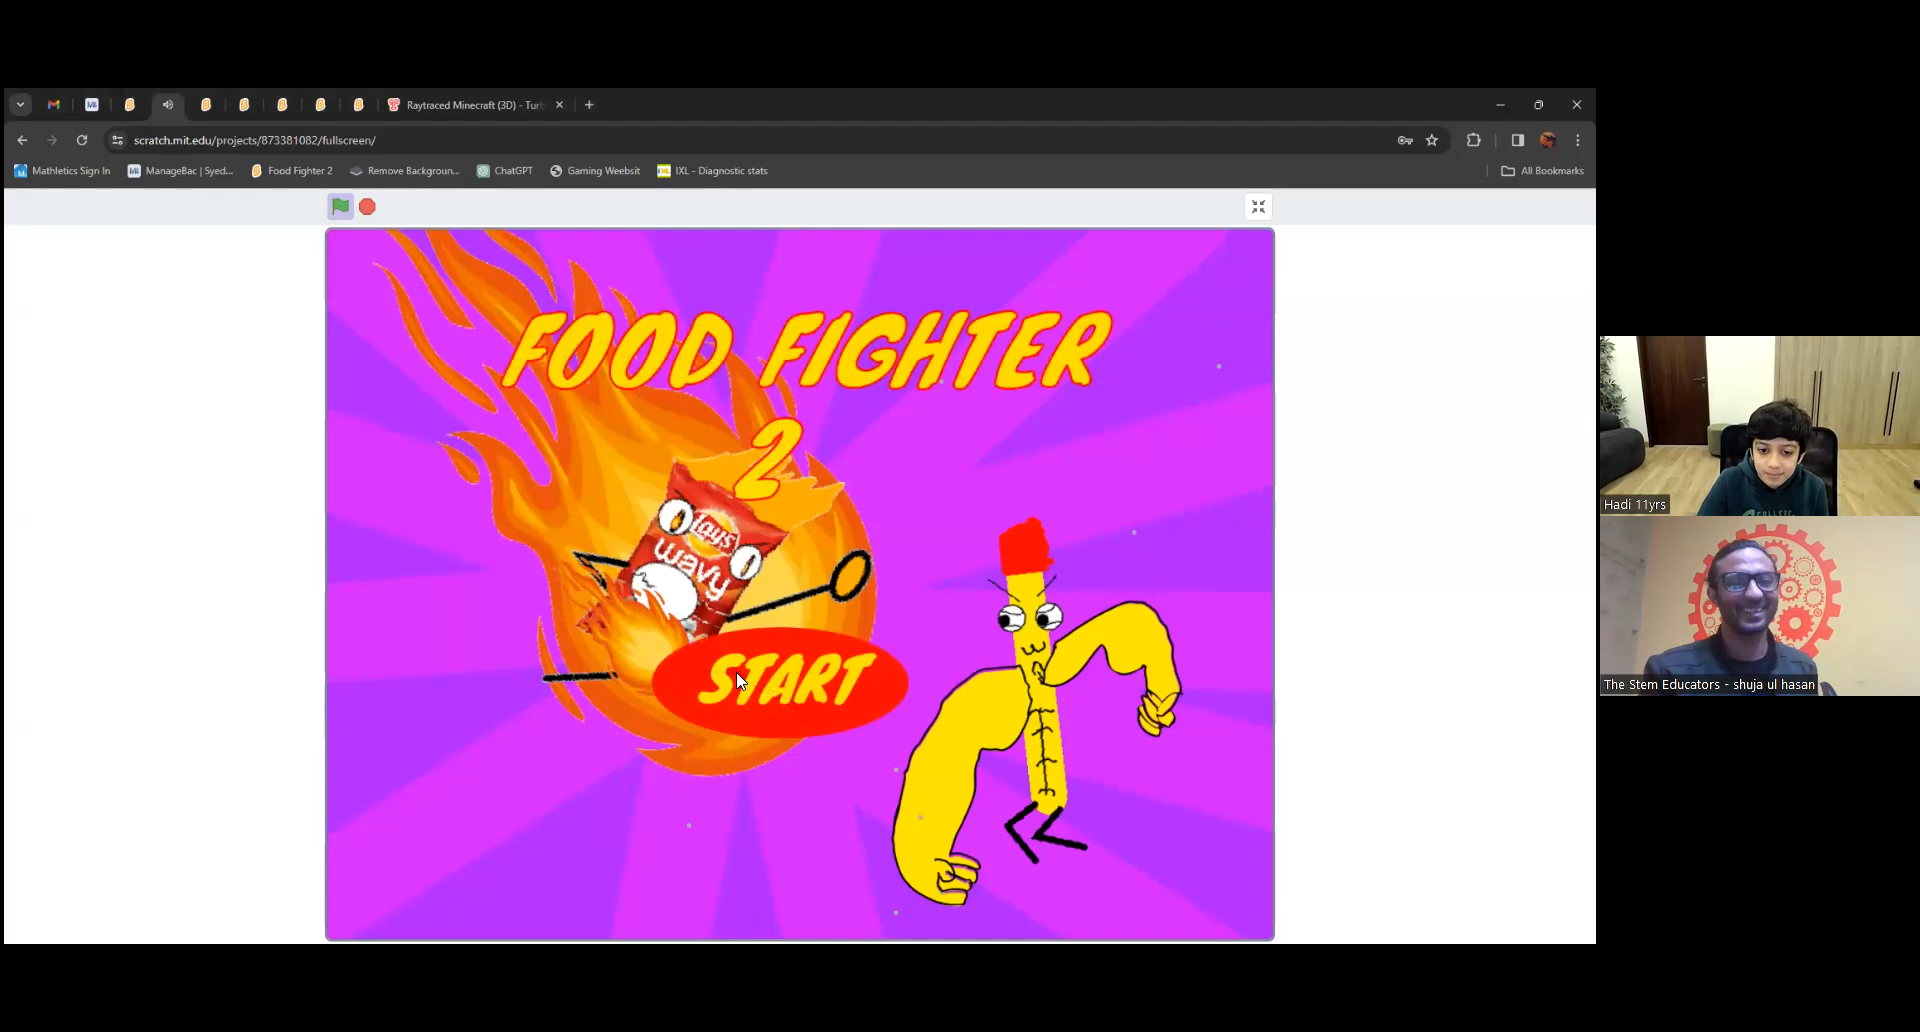 Raytraced Minecraft (3D) - Turb
scratch.mit.edu/projects/873381082/fullscreen/
Mathletics Sign In
ManageBac | Syed...
Food Fighter 2
Remove Backgroun...
ChatGPT
Gaming Weebsit
IXL - Diagnostic stats
All Bookmarks
FOOD FIGHTER
2
Lays
wavy
START
Hadi 11yrs
The Stem Educators - shuja ul hasan